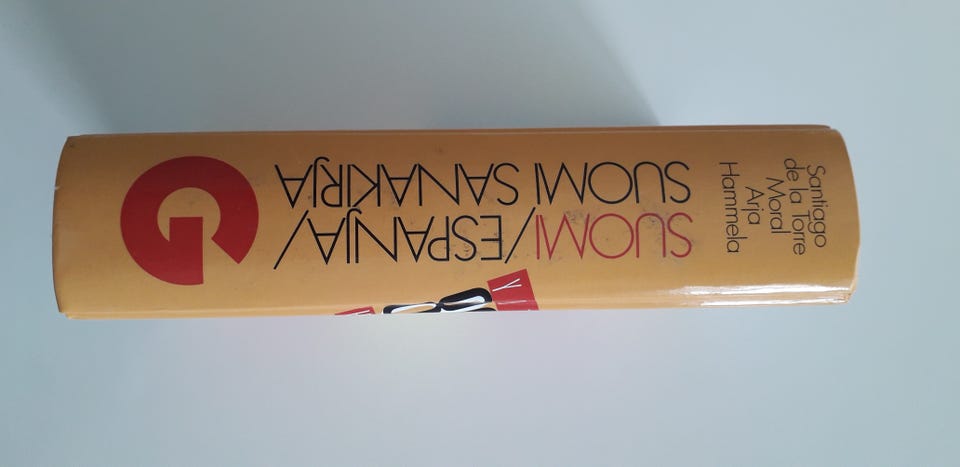 Santiago
de la Torre
Moral
Arja
Hammela
SUOMI/ESPANJA/
SUOMI SANAKIRJA
Y
G